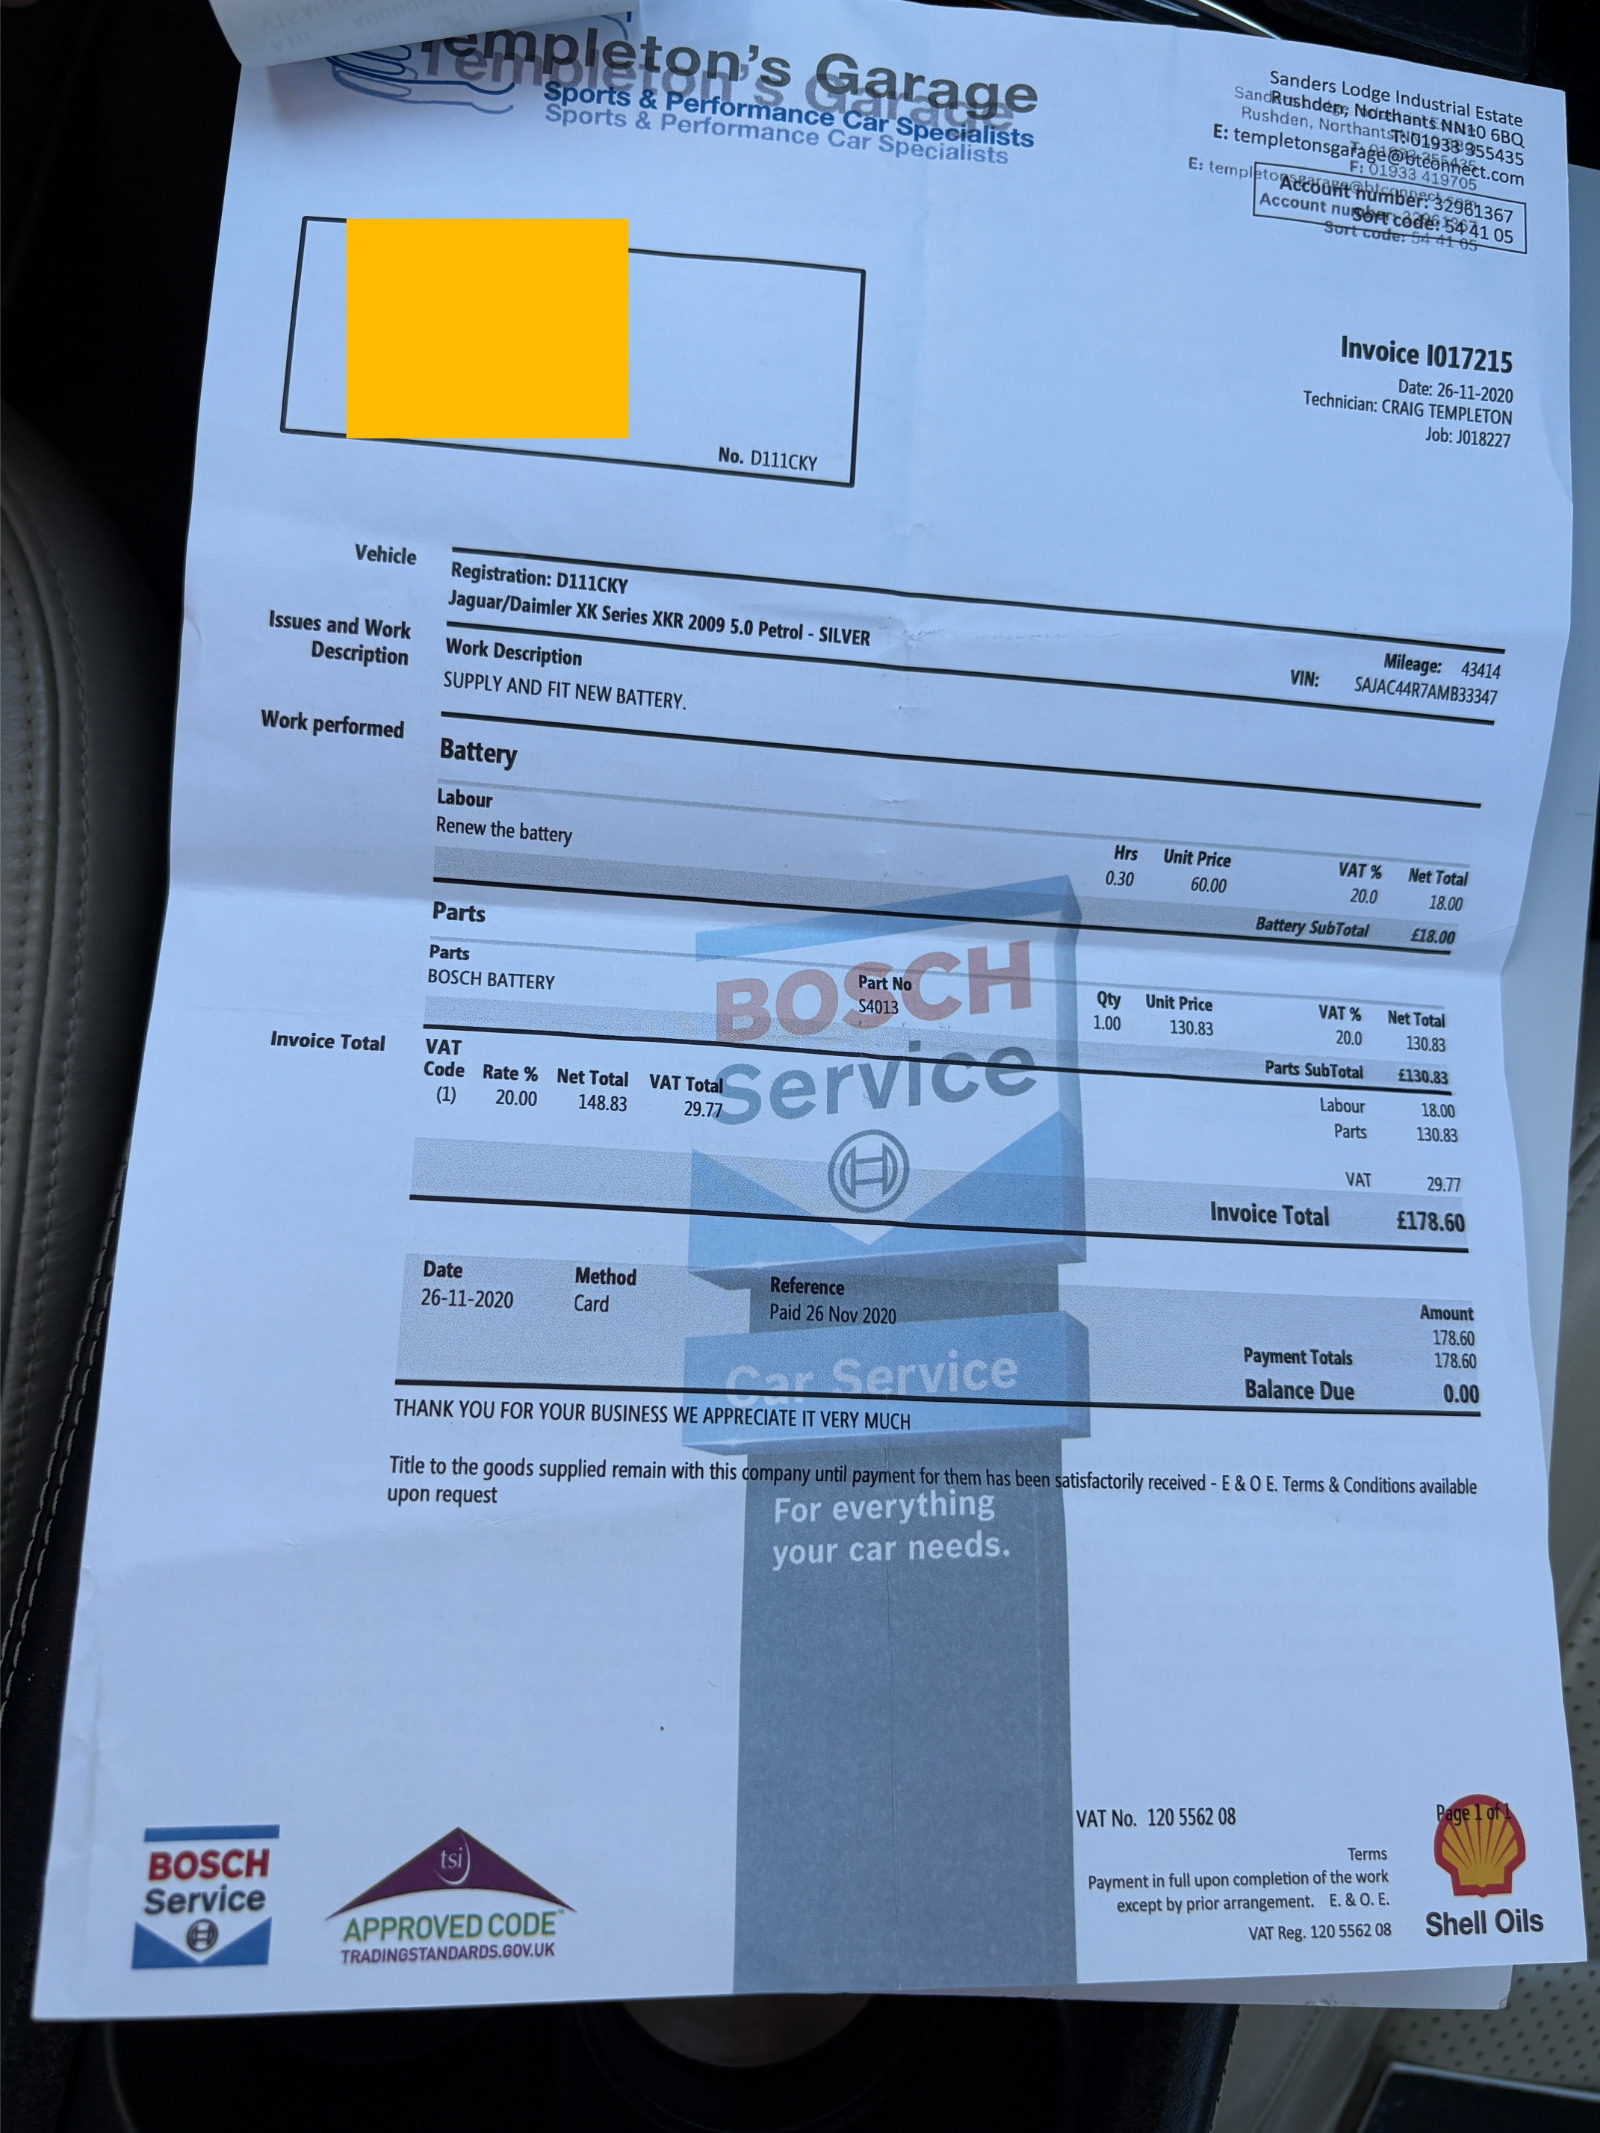 Templeton's Garage
Sports & Performance Car Specialists
Sports & Performance Car Specialists
Sanders Lodge Industrial Estate
Rushden, Northants NN10 6BQ
T: 01933 355435
E: templetonsgarage@btconnect.com
F: 01933 419705
Account number: 32961367
Sort code: 54 41 05
Sort code: 54 41 05
Invoice I017215
Date: 26-11-2020
Technician: CRAIG TEMPLETON
Job: J018227
No. D111CKY
Vehicle
Registration: D111CKY
Jaguar/Daimler XK Series XKR 2009 5.0 Petrol - SILVER
Mileage: 43414
VIN: SAJAC44R7AMB33347
Issues and Work Description
Work Description
SUPPLY AND FIT NEW BATTERY.
Work performed
Battery
Labour Hrs Unit Price VAT % Net Total
Renew the battery 0.30 60.00 20.0 18.00
Battery SubTotal £18.00
Parts
Parts Part No Qty Unit Price VAT % Net Total
BOSCH BATTERY S4013 1.00 130.83 20.0 130.83
Parts SubTotal £130.83
Invoice Total
VAT
Code Rate % Net Total VAT Total
(1) 20.00 148.83 29.77
Labour 18.00
Parts 130.83
VAT 29.77
Invoice Total £178.60
Date Method Reference Amount
26-11-2020 Card Paid 26 Nov 2020 178.60
Payment Totals 178.60
Balance Due 0.00
THANK YOU FOR YOUR BUSINESS WE APPRECIATE IT VERY MUCH
Title to the goods supplied remain with this company until payment for them has been satisfactorily received - E & O E. Terms & Conditions available
upon request
BOSCH
Service
Car Service
For everything
your car needs.
BOSCH
Service
tsi
APPROVED CODE™
TRADINGSTANDARDS.GOV.UK
VAT No. 120 5562 08
Page 1 of 1
Terms
Payment in full upon completion of the work
except by prior arrangement. E. & O. E.
VAT Reg. 120 5562 08
Shell Oils